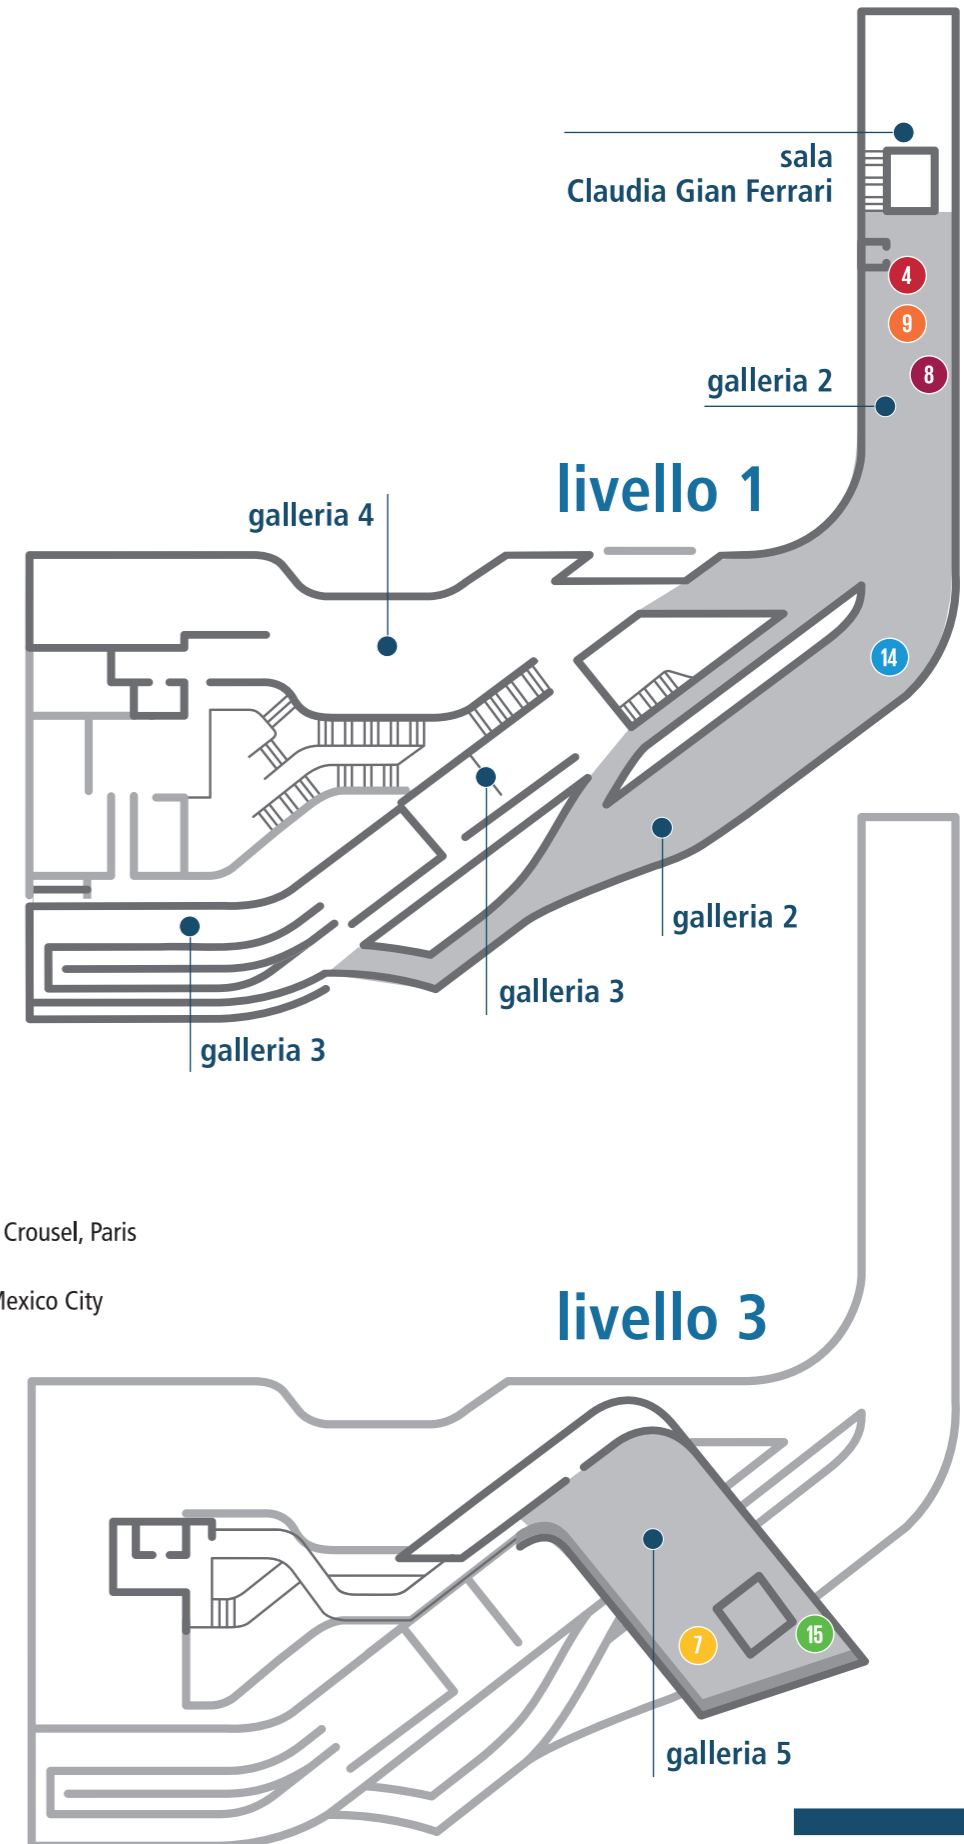 sala
Claudia Gian Ferrari
4
9
8
galleria 2
livello 1
galleria 4
14
galleria 2
galleria 3
galleria 3
Crousel, Paris
Mexico City
livello 3
7
15
galleria 5